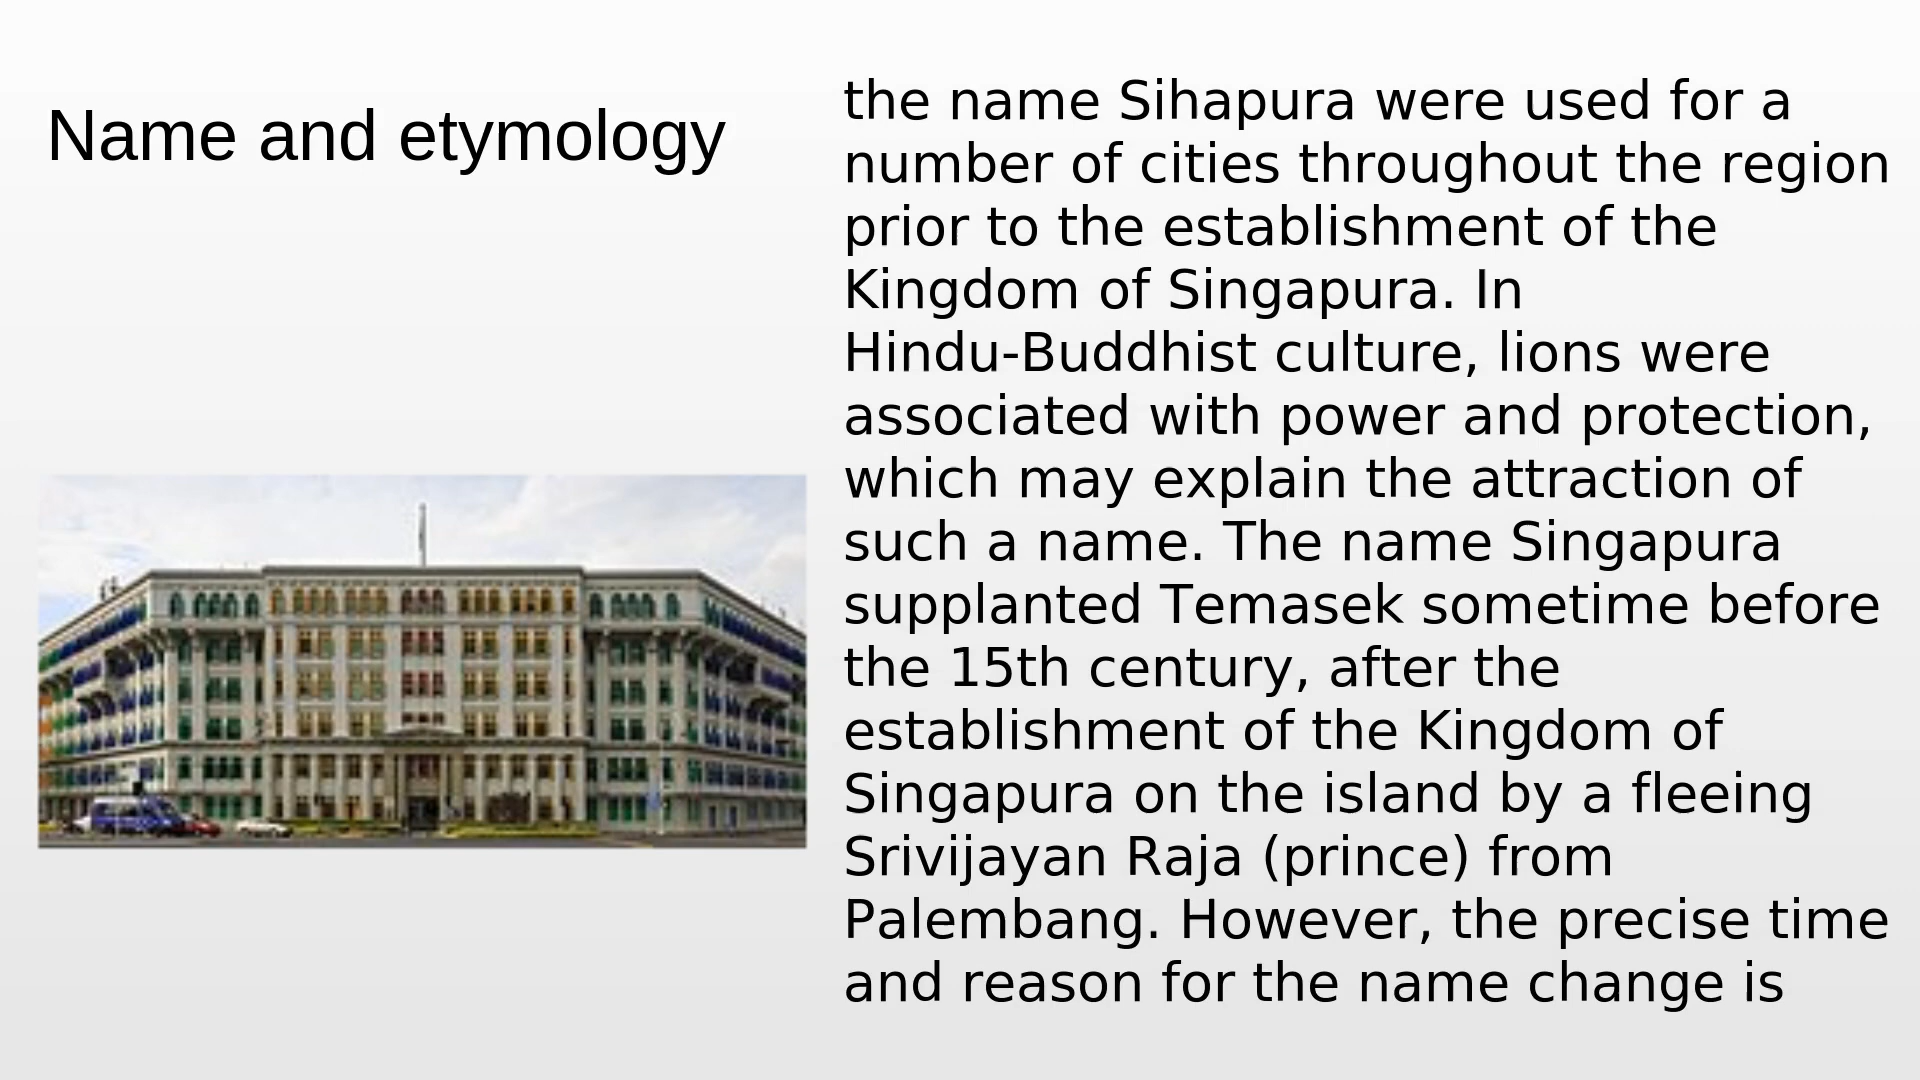 Name and etymology
the name Sihapura were used for a
number of cities throughout the region
prior to the establishment of the
Kingdom of Singapura. In
Hindu-Buddhist culture, lions were
associated with power and protection,
which may explain the attraction of
such a name. The name Singapura
supplanted Temasek sometime before
the 15th century, after the
establishment of the Kingdom of
Singapura on the island by a fleeing
Srivijayan Raja (prince) from
Palembang. However, the precise time
and reason for the name change is